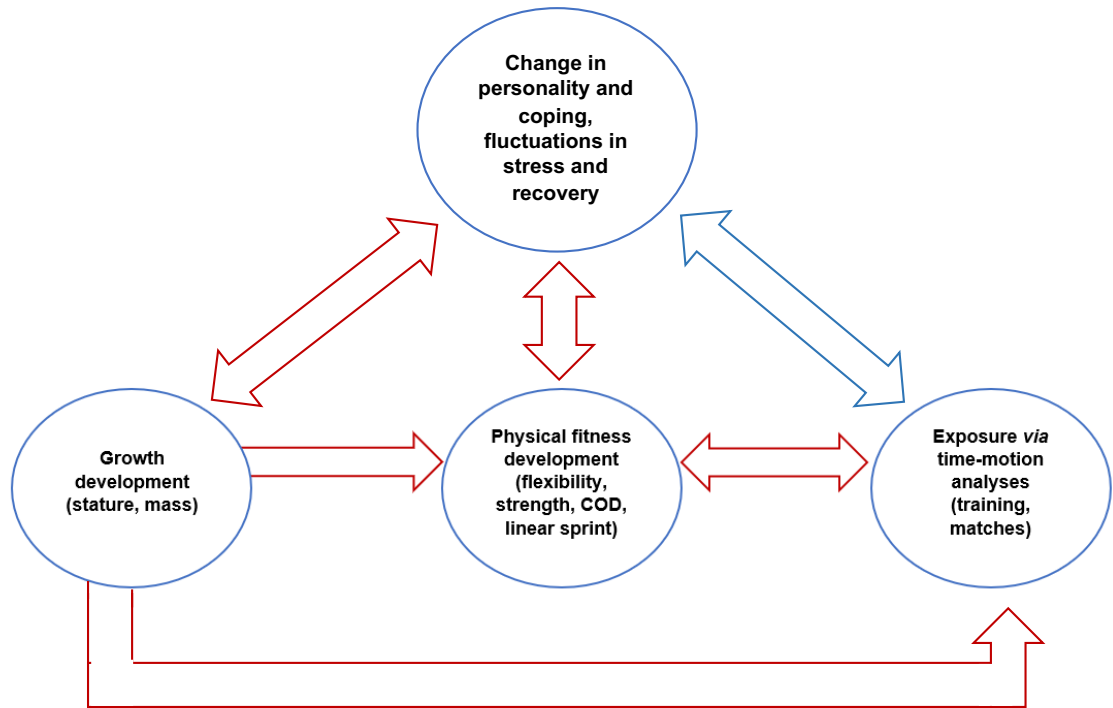 Change in
personality and
coping,
fluctuations in
stress and
recovery
Growth
development
(stature, mass)
Physical fitness
development
(flexibility,
strength, COD,
linear sprint)
Exposure via
time-motion
analyses
(training,
matches)